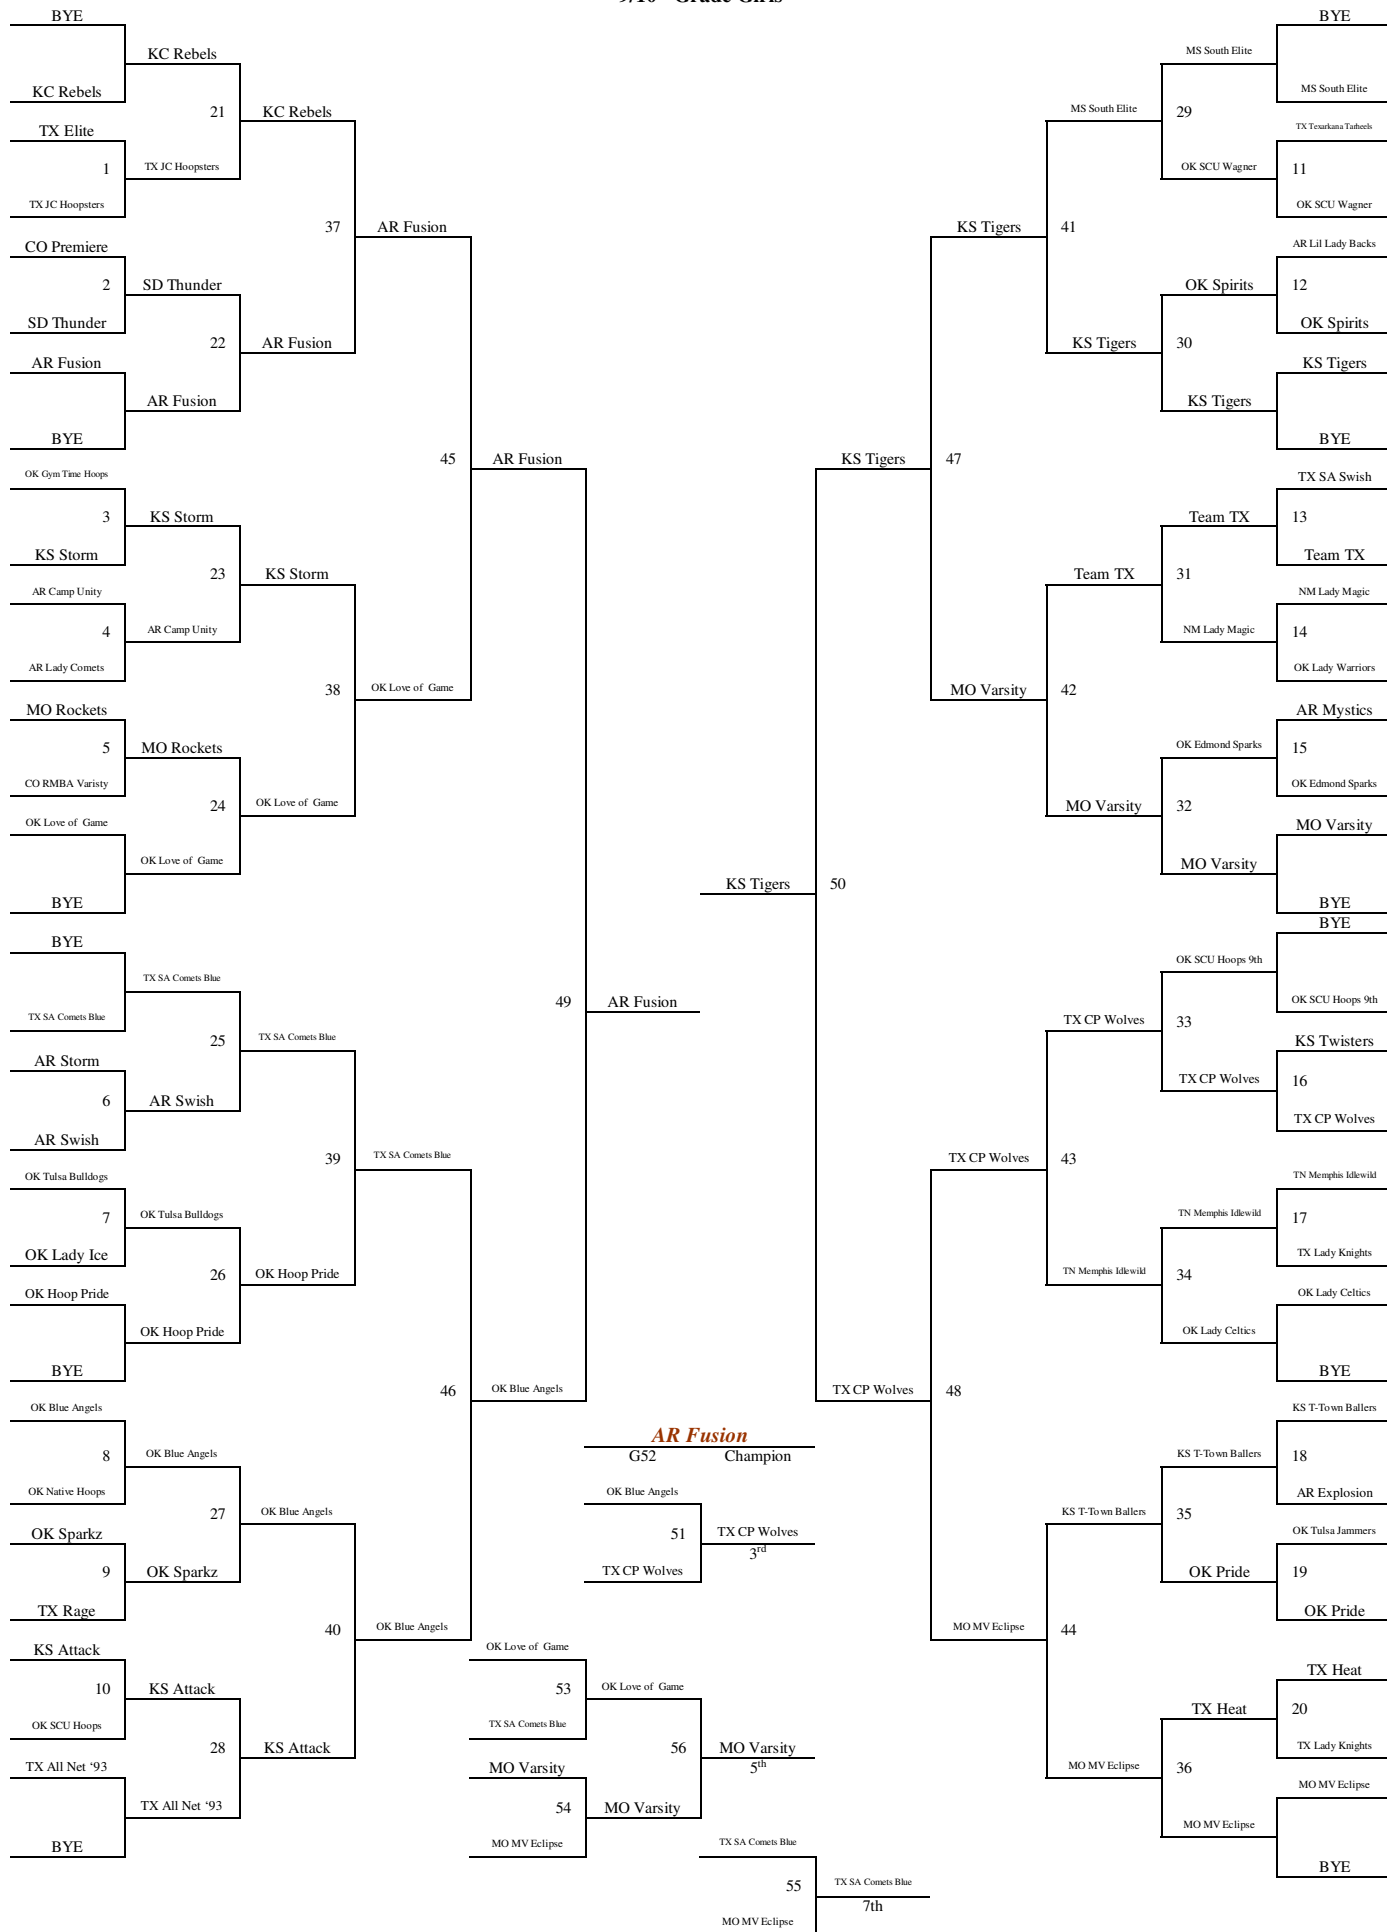 9/10th Grade Girls
BYE
KC Rebels
KC Rebels
21
KC Rebels
TX Elite
1
TX JC Hoopsters
TX JC Hoopsters
37
AR Fusion
CO Premiere
2
SD Thunder
SD Thunder
22
AR Fusion
AR Fusion
AR Fusion
BYE
45
AR Fusion
OK Gym Time Hoops
3
KS Storm
KS Storm
23
KS Storm
AR Camp Unity
4
AR Camp Unity
AR Lady Comets
38
OK Love of Game
MO Rockets
5
MO Rockets
CO RMBA Varisty
24
OK Love of Game
OK Love of Game
OK Love of Game
BYE
BYE
TX SA Comets Blue
TX SA Comets Blue
25
TX SA Comets Blue
49
AR Fusion
AR Storm
6
AR Swish
AR Swish
39
TX SA Comets Blue
OK Tulsa Bulldogs
7
OK Tulsa Bulldogs
OK Lady Ice
26
OK Hoop Pride
OK Hoop Pride
OK Hoop Pride
BYE
46
OK Blue Angels
OK Blue Angels
8
OK Blue Angels
OK Native Hoops
27
OK Blue Angels
OK Sparkz
9
OK Sparkz
TX Rage
40
OK Blue Angels
KS Attack
10
KS Attack
OK SCU Hoops
28
KS Attack
TX All Net ‘93
TX All Net ‘93
BYE
KS Tigers
50
AR Fusion
G52 Champion
OK Blue Angels
51
TX CP Wolves
3rd
TX CP Wolves
OK Love of Game
53
OK Love of Game
TX SA Comets Blue
56
MO Varsity
5th
MO Varsity
54
MO Varsity
MO MV Eclipse
TX SA Comets Blue
55
TX SA Comets Blue
7th
MO MV Eclipse
BYE
MS South Elite
MS South Elite
MS South Elite
29
TX Texarkana Tarheels
OK SCU Wagner
11
OK SCU Wagner
KS Tigers
41
AR Lil Lady Backs
OK Spirits
12
OK Spirits
KS Tigers
30
KS Tigers
KS Tigers
BYE
KS Tigers
47
TX SA Swish
Team TX
13
Team TX
Team TX
31
NM Lady Magic
NM Lady Magic
14
OK Lady Warriors
MO Varsity
42
AR Mystics
OK Edmond Sparks
15
OK Edmond Sparks
MO Varsity
32
MO Varsity
MO Varsity
BYE
BYE
OK SCU Hoops 9th
OK SCU Hoops 9th
TX CP Wolves
33
KS Twisters
TX CP Wolves
16
TX CP Wolves
TX CP Wolves
43
TN Memphis Idlewild
TN Memphis Idlewild
17
TX Lady Knights
TN Memphis Idlewild
34
OK Lady Celtics
OK Lady Celtics
BYE
TX CP Wolves
48
KS T-Town Ballers
KS T-Town Ballers
18
AR Explosion
KS T-Town Ballers
35
OK Tulsa Jammers
OK Pride
19
OK Pride
MO MV Eclipse
44
TX Heat
TX Heat
20
TX Lady Knights
MO MV Eclipse
36
MO MV Eclipse
MO MV Eclipse
BYE